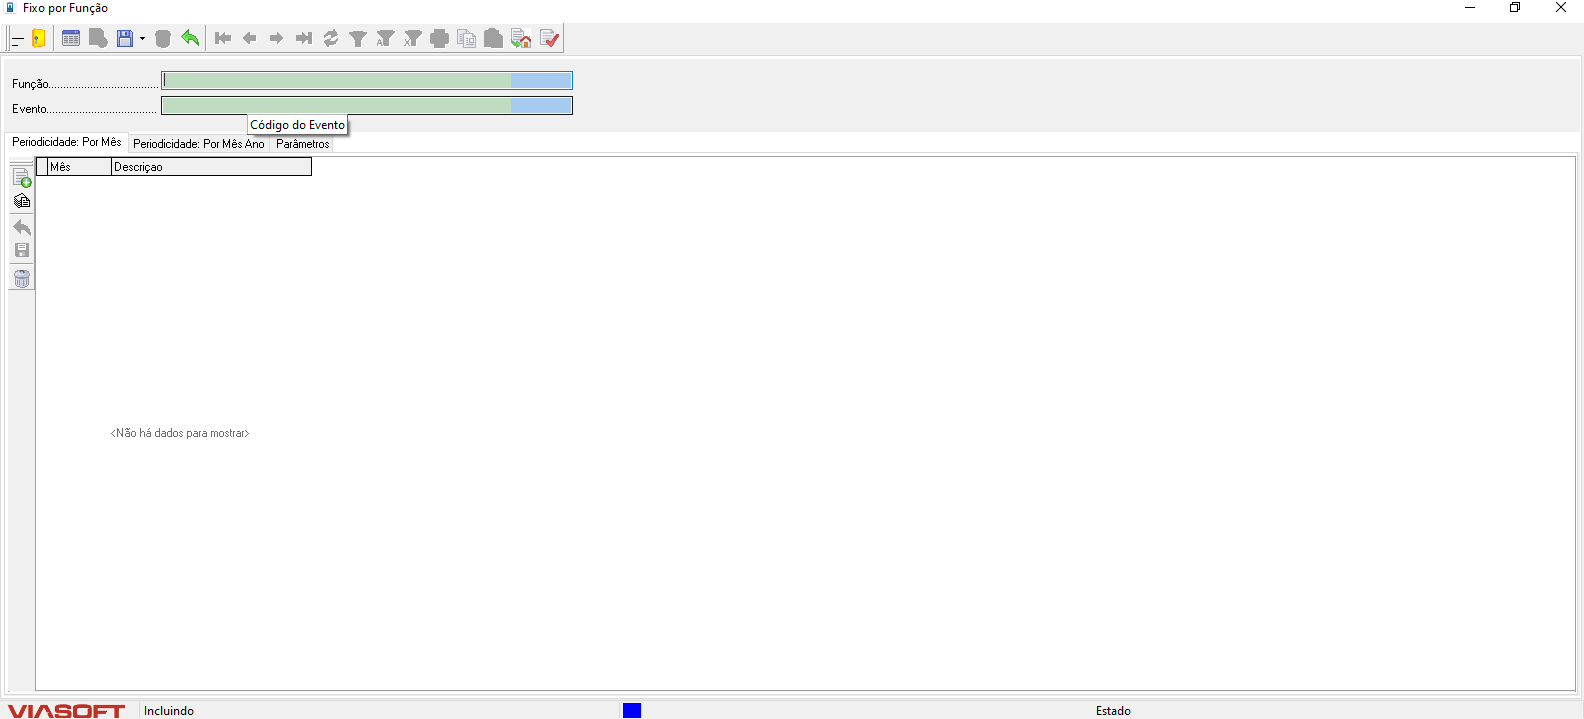 Fixo por Função
Função....................................
Evento....................................
Código do Evento
Periodicidade: Por Mês Periodicidade: Por Mês Ano Parâmetros
Mês Descriçao
<Não há dados para mostrar>
VIASOFT Incluindo Estado